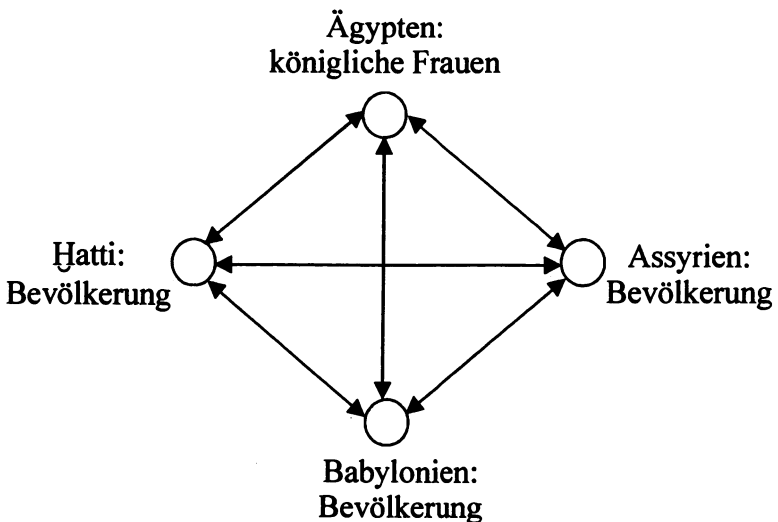 Ägypten:
königliche Frauen
Ḫatti:
Bevölkerung
Assyrien:
Bevölkerung
Babylonien:
Bevölkerung